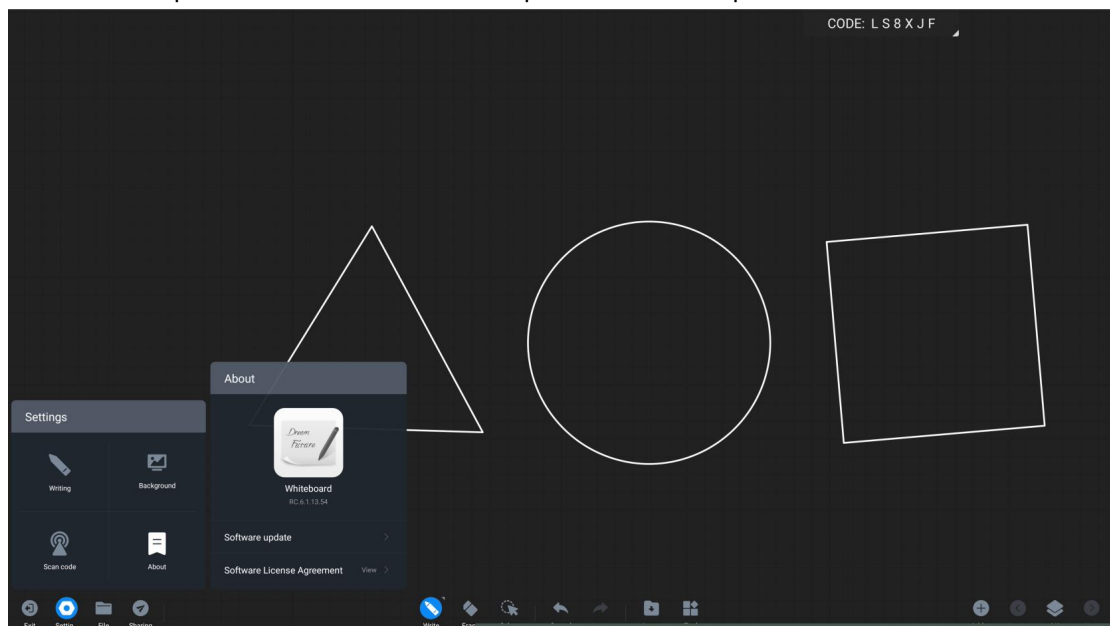 CODE: L S 8 X J F
About
Settings
Dream
Future
Writing
Background
Whiteboard
RC.6.1.13.54
Software update
Scan code
About
Software License Agreement View